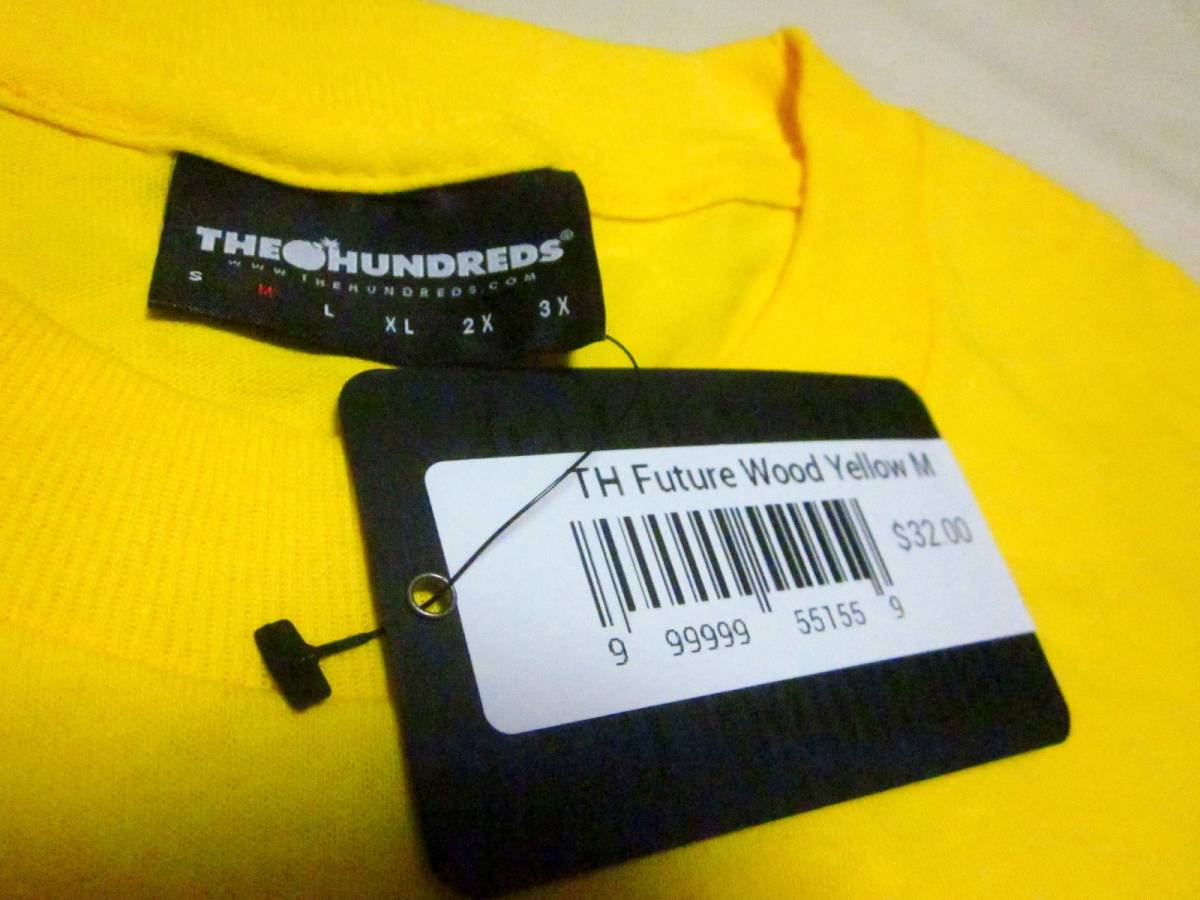 THE HUNDREDS®
WWW.THEHUNDREDS.COM
S M L XL 2X 3X
TH Future Wood Yellow M
$32.00
9 99999 55155 9